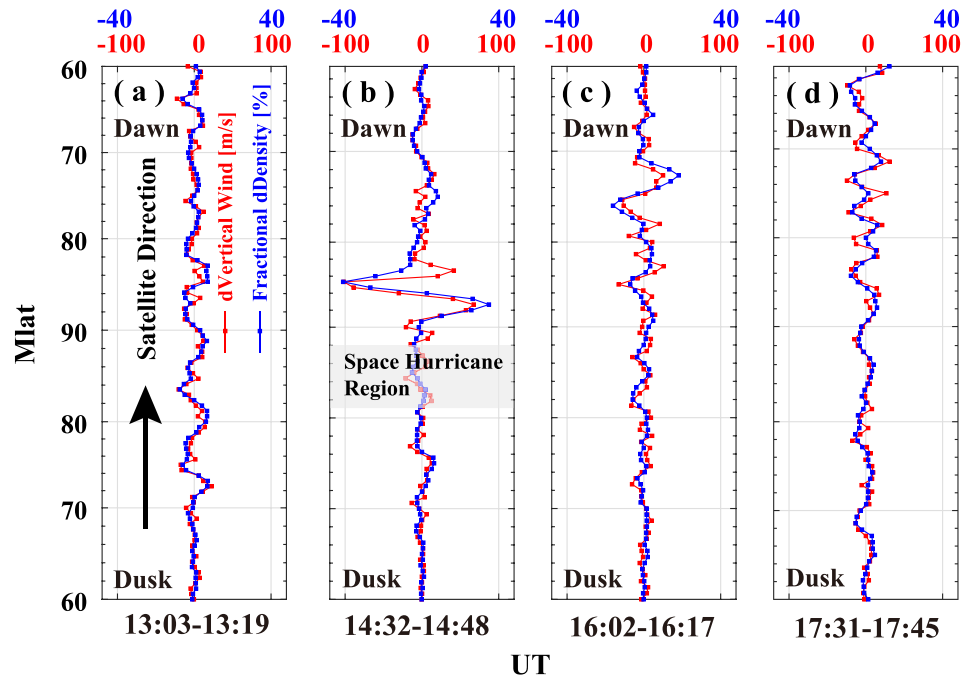 -40 40 -40 40 -40 40 -40 40
-100 0 100 -100 0 100 -100 0 100 -100 0 100
60
( a ) ( b ) ( c ) ( d )
Dawn Dawn Dawn Dawn
70
80
90
80
70
60
Mlat
Satellite Direction
dVertical Wind [m/s]
Fractional dDensity [%]
Space Hurricane
Region
Dusk Dusk Dusk Dusk
13:03-13:19 14:32-14:48 16:02-16:17 17:31-17:45
UT